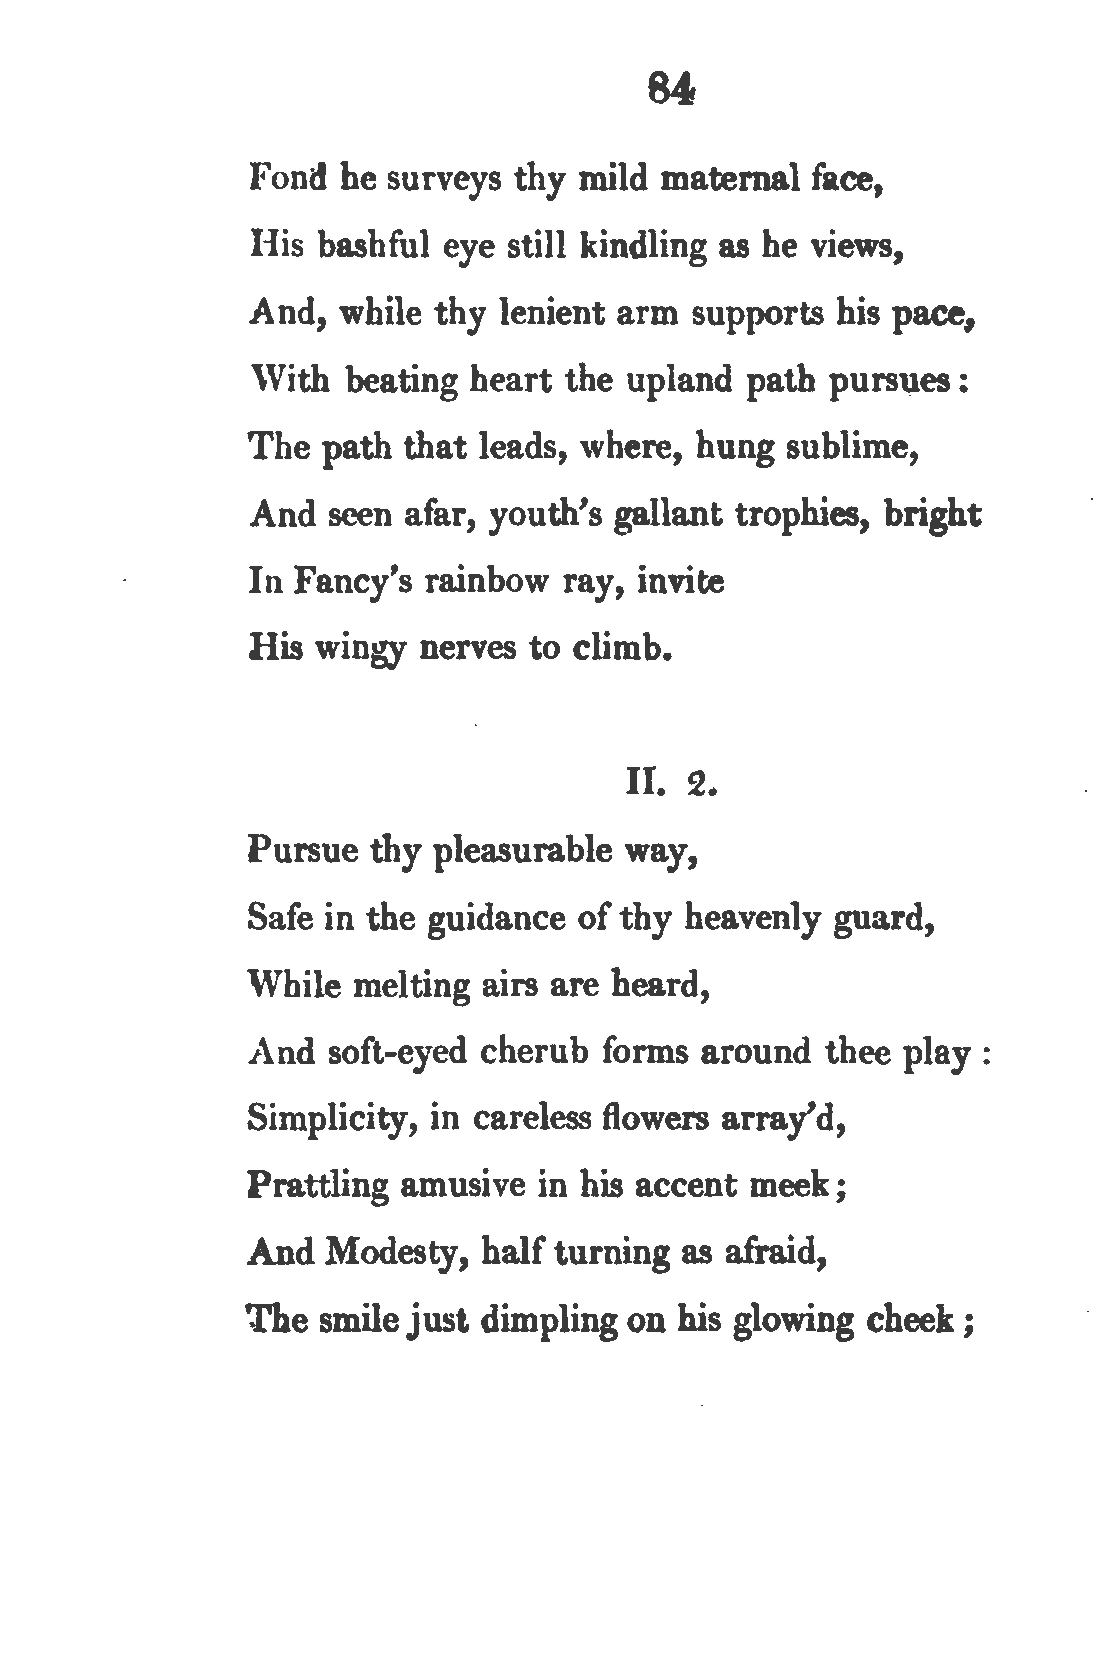 84
Fond he surveys thy mild maternal face,
His bashful eye still kindling as he views,
And, while thy lenient arm supports his pace,
With beating heart the upland path pursues:
The path that leads, where, hung sublime,
And seen afar, youth's gallant trophies, bright
In Fancy's rainbow ray, invite
His wingy nerves to climb.
II. 2.
Pursue thy pleasurable way,
Safe in the guidance of thy heavenly guard,
While melting airs are heard,
And soft-eyed cherub forms around thee play :
Simplicity, in careless flowers array'd,
Prattling amusive in his accent meek;
And Modesty, half turning as afraid,
The smile just dimpling on his glowing cheek ;